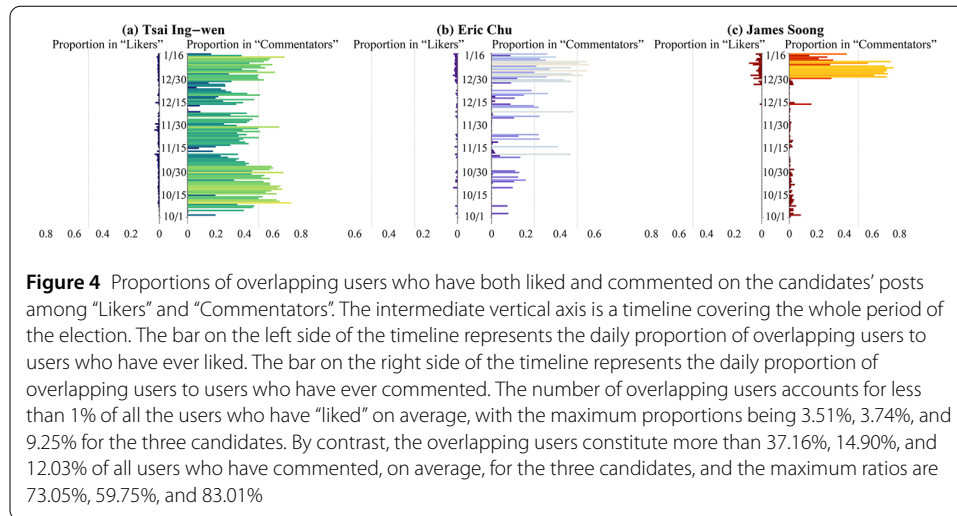 (a) Tsai Ing−wen
Proportion in “Likers”
Proportion in “Commentators”
1/16
12/30
12/15
11/30
11/15
10/30
10/15
10/1
0.8 0.6 0.4 0.2 0
0 0.2 0.4 0.6 0.8
(b) Eric Chu
Proportion in “Likers”
Proportion in “Commentators”
1/16
12/30
12/15
11/30
11/15
10/30
10/15
10/1
0.4 0.2 0
0 0.2 0.4 0.6
(c) James Soong
Proportion in “Likers”
Proportion in “Commentators”
1/16
12/30
12/15
11/30
11/15
10/30
10/15
10/1
0.8 0.6 0.4 0.2 0
0 0.2 0.4 0.6 0.8
Figure 4 Proportions of overlapping users who have both liked and commented on the candidates’ posts
among “Likers” and “Commentators”. The intermediate vertical axis is a timeline covering the whole period of
the election. The bar on the left side of the timeline represents the daily proportion of overlapping users to
users who have ever liked. The bar on the right side of the timeline represents the daily proportion of
overlapping users to users who have ever commented. The number of overlapping users accounts for less
than 1% of all the users who have “liked” on average, with the maximum proportions being 3.51%, 3.74%, and
9.25% for the three candidates. By contrast, the overlapping users constitute more than 37.16%, 14.90%, and
12.03% of all users who have commented, on average, for the three candidates, and the maximum ratios are
73.05%, 59.75%, and 83.01%